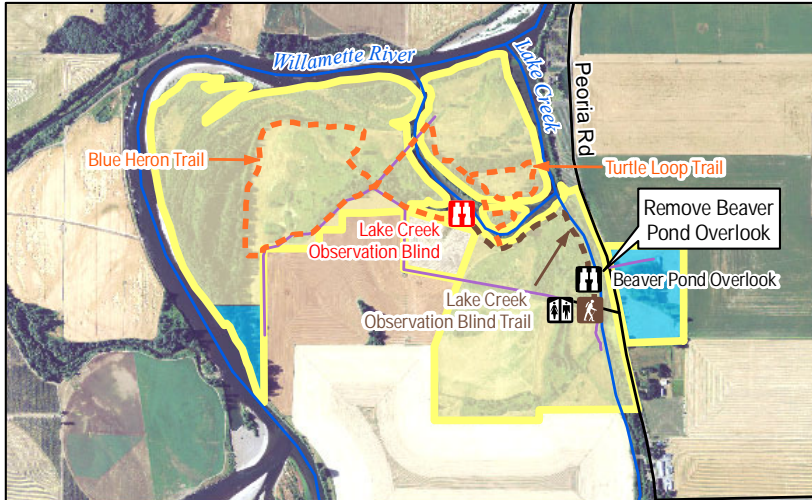 Willamette River
Lake Creek
Peoria Rd
Blue Heron Trail
Turtle Loop Trail
Remove Beaver
Pond Overlook
Lake Creek
Observation Blind
Beaver Pond Overlook
Lake Creek
Observation Blind Trail